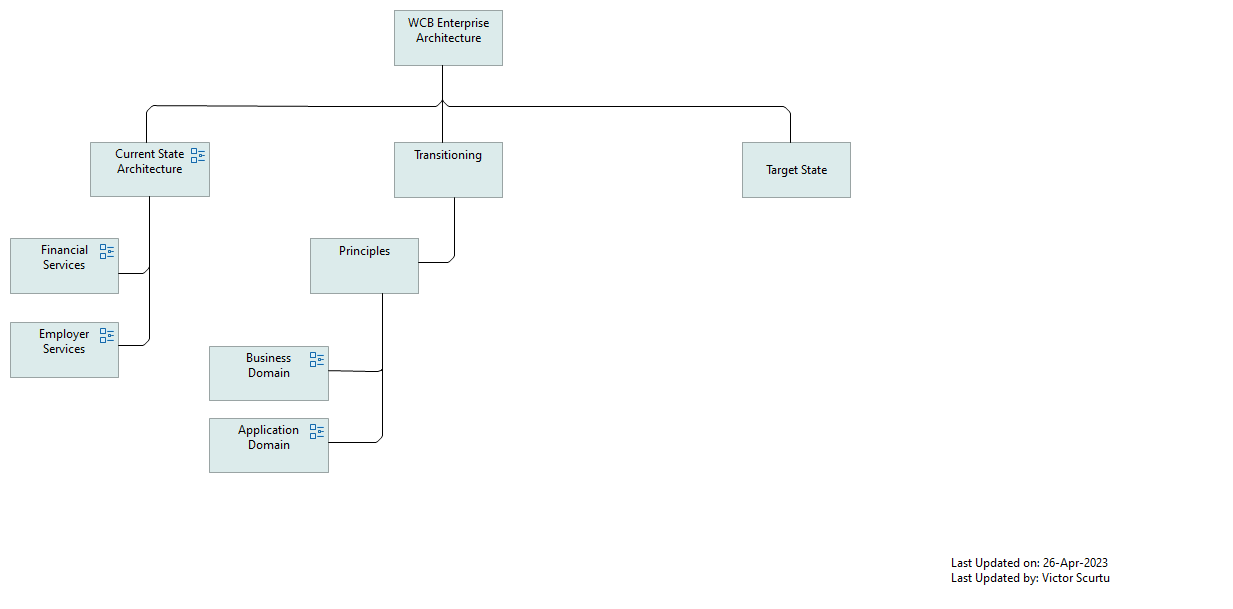 WCB Enterprise
Architecture
Current State
Architecture
Transitioning
Target State
Financial
Services
Principles
Employer
Services
Business
Domain
Application
Domain
Last Updated on: 26-Apr-2023
Last Updated by: Victor Scurtu